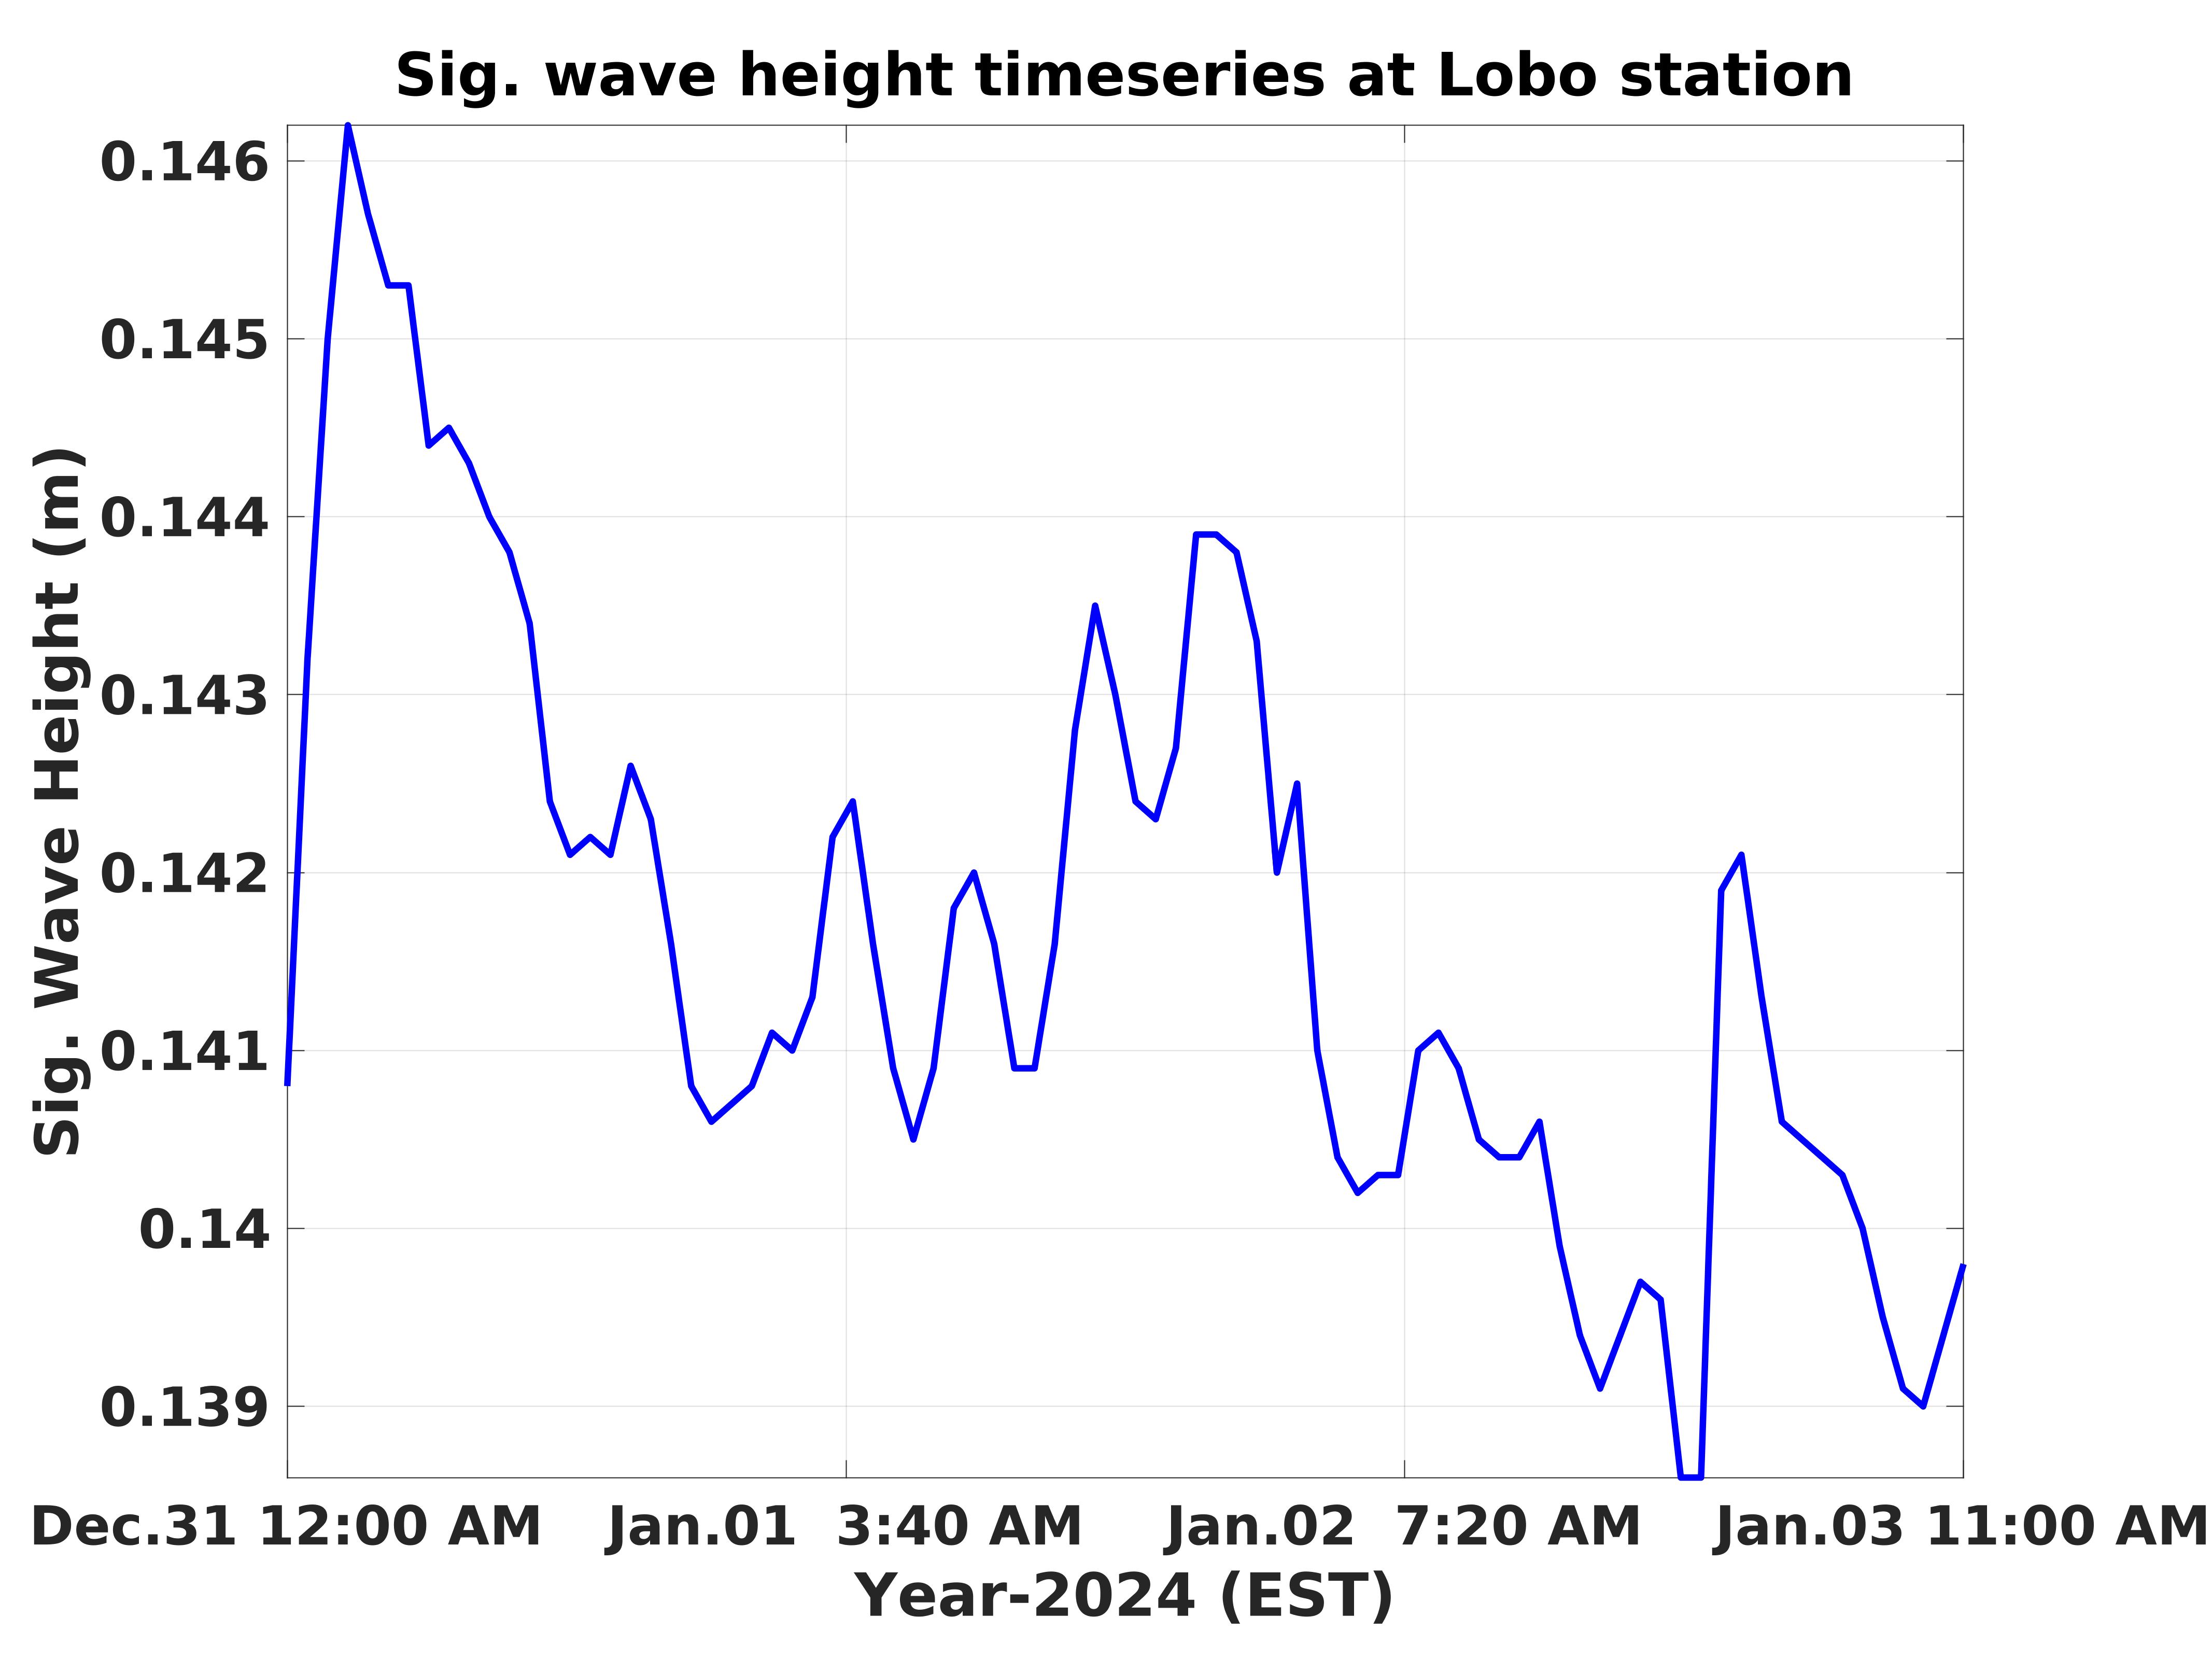 Sig. wave height timeseries at Lobo station
Sig. Wave Height (m)
0.146
0.145
0.144
0.143
0.142
0.141
0.14
0.139
Dec.31 12:00 AM Jan.01 3:40 AM Jan.02 7:20 AM Jan.03 11:00 AM
Year-2024 (EST)